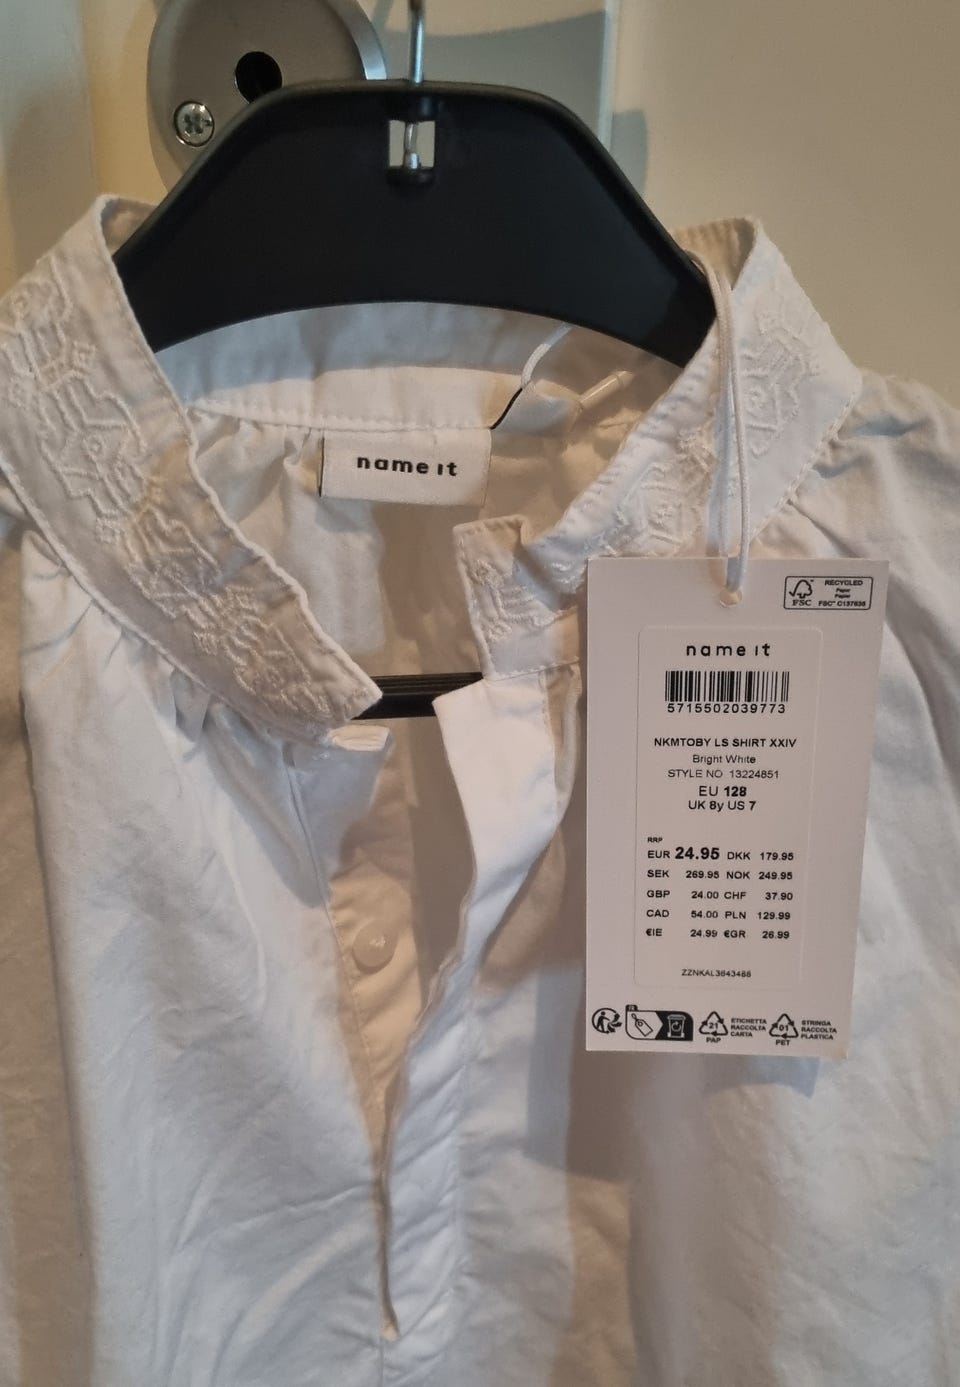 name it
FSC
RECYCLED
Paper
Papier
FSC™ C137635
name it
5715502039773
NKMTOBY LS SHIRT XXIV
Bright White
STYLE NO 13224851
EU 128
UK 8y US 7
RRP
EUR 24.95 DKK 179.95
SEK 269.95 NOK 249.95
GBP 24.00 CHF 37.90
CAD 54.00 PLN 129.99
€IE 24.99 €GR 26.99
ZZNKAL3643466
FR
21
PAP
ETICHETTA
RACCOLTA
CARTA
01
PET
STRINGA
RACCOLTA
PLASTICA